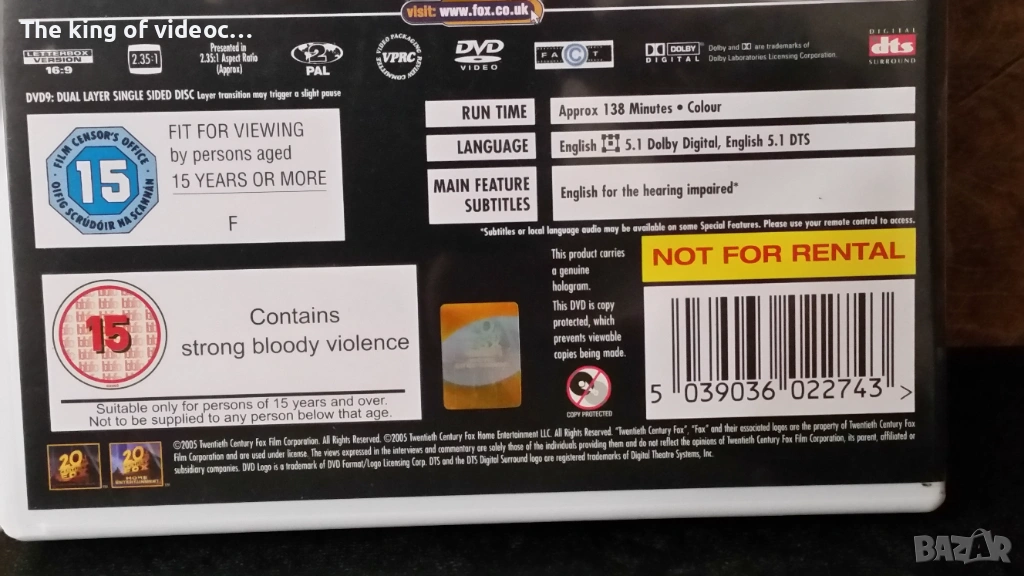 The king of videoc...
visit: www.fox.co.uk
LETTERBOX
VERSION
16:9
2.35:1
Presented in
2.35:1 Aspect Ratio
(Approx)
2
PAL
VIDEO PACKAGING
VPRC
REVIEW COMMITTEE
DVD
VIDEO
FACT
DOLBY
DIGITAL
Dolby and DD are trademarks of
Dolby Laboratories Licensing Corporation.
DIGITAL
dts
SURROUND
DVD9: DUAL LAYER SINGLE SIDED DISC Layer transition may trigger a slight pause
FILM CENSOR'S OFFICE
15
OIFIG SCRÚDÓIR NA SCANNÁN
FIT FOR VIEWING
by persons aged
15 YEARS OR MORE
F
RUN TIME
Approx 138 Minutes • Colour
LANGUAGE
English 5.1 Dolby Digital, English 5.1 DTS
MAIN FEATURE
SUBTITLES
English for the hearing impaired*
*Subtitles or local language audio may be available on some Special Features. Please use your remote control to access.
15
Contains
strong bloody violence
Suitable only for persons of 15 years and over.
Not to be supplied to any person below that age.
This product carries
a genuine
hologram.
This DVD is copy
protected, which
prevents viewable
copies being made.
COPY PROTECTED
NOT FOR RENTAL
5 039036 022743 >
20
20
HOME
ENTERTAINMENT
©2005 Twentieth Century Fox Film Corporation. All Rights Reserved. ©2005 Twentieth Century Fox Home Entertainment LLC. All Rights Reserved. "Twentieth Century Fox", "Fox" and their associated logos are the property of Twentieth Century Fox
Film Corporation and are used under license. The views expressed in the interviews and commentary are solely those of the individuals providing them and do not reflect the opinions of Twentieth Century Fox Film Corporation, its parent, affiliated or
subsidiary companies. DVD Logo is a trademark of DVD Format/Logo Licensing Corp. DTS and the DTS Digital Surround logo are registered trademarks of Digital Theatre Systems, Inc.
BAZAR